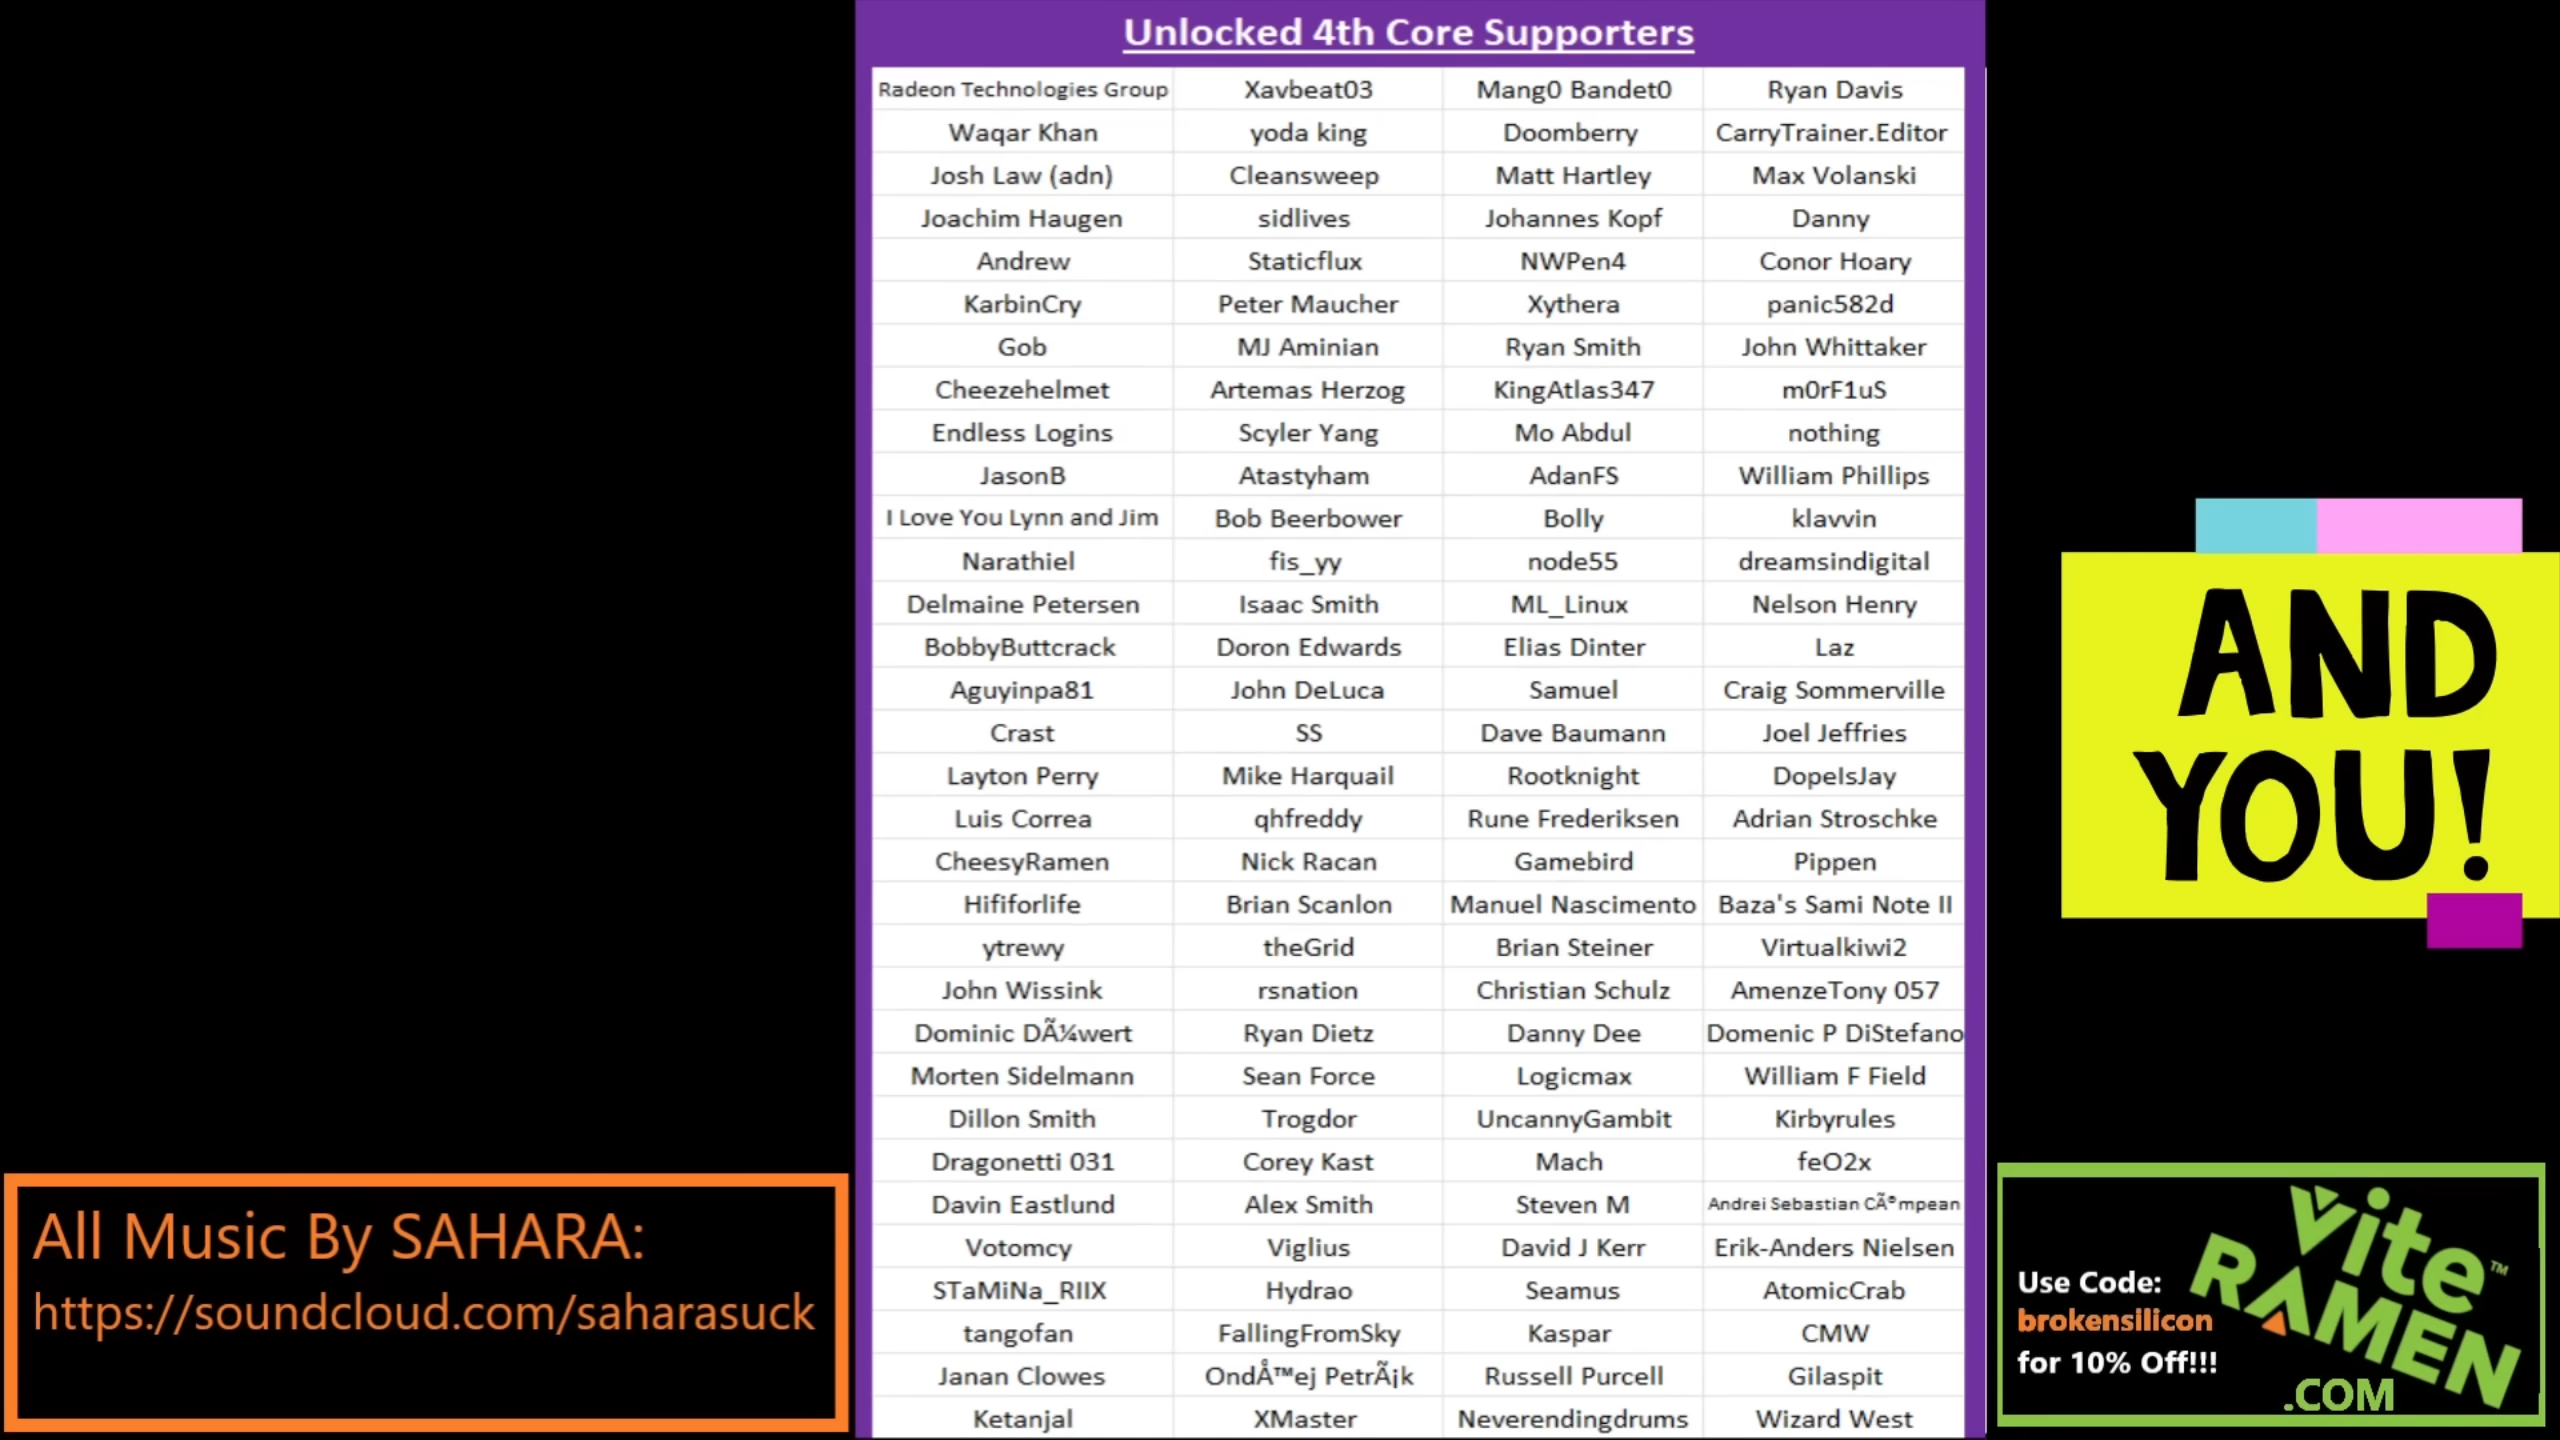 Unlocked 4th Core Supporters
Radeon Technologies Group Xavbeat03 Mang0 Bandet0 Ryan Davis
Waqar Khan yoda king Doomberry CarryTrainer.Editor
Josh Law (adn) Cleansweep Matt Hartley Max Volanski
Joachim Haugen sidlives Johannes Kopf Danny
Andrew Staticflux NWPen4 Conor Hoary
KarbinCry Peter Maucher Xythera panic582d
Gob MJ Aminian Ryan Smith John Whittaker
Cheezehelmet Artemas Herzog KingAtlas347 m0rF1uS
Endless Logins Scyler Yang Mo Abdul nothing
JasonB Atastyham AdanFS William Phillips
I Love You Lynn and Jim Bob Beerbower Bolly klavvin
Narathiel fis_yy node55 dreamsindigital
Delmaine Petersen Isaac Smith ML_Linux Nelson Henry
BobbyButtcrack Doron Edwards Elias Dinter Laz
Aguyinpa81 John DeLuca Samuel Craig Sommerville
Crast SS Dave Baumann Joel Jeffries
Layton Perry Mike Harquail Rootknight DopeIsJay
Luis Correa qhfreddy Rune Frederiksen Adrian Stroschke
CheesyRamen Nick Racan Gamebird Pippen
Hififorlife Brian Scanlon Manuel Nascimento Baza's Sami Note II
ytrewy theGrid Brian Steiner Virtualkiwi2
John Wissink rsnation Christian Schulz AmenzeTony 057
Dominic DÃ¼wert Ryan Dietz Danny Dee Domenic P DiStefano
Morten Sidelmann Sean Force Logicmax William F Field
Dillon Smith Trogdor UncannyGambit Kirbyrules
Dragonetti 031 Corey Kast Mach feO2x
Davin Eastlund Alex Smith Steven M Andrei Sebastian CÃªmpean
Votomcy Viglius David J Kerr Erik-Anders Nielsen
STaMiNa_RIIX Hydrao Seamus AtomicCrab
tangofan FallingFromSky Kaspar CMW
Janan Clowes OndÅ™ej PetrÃ¡k Russell Purcell Gilaspit
Ketanjal XMaster Neverendingdrums Wizard West
AND
YOU!
All Music By SAHARA:
https://soundcloud.com/saharasuck
Use Code:
brokensilicon
for 10% Off!!!
Vite™
RAMEN
.COM